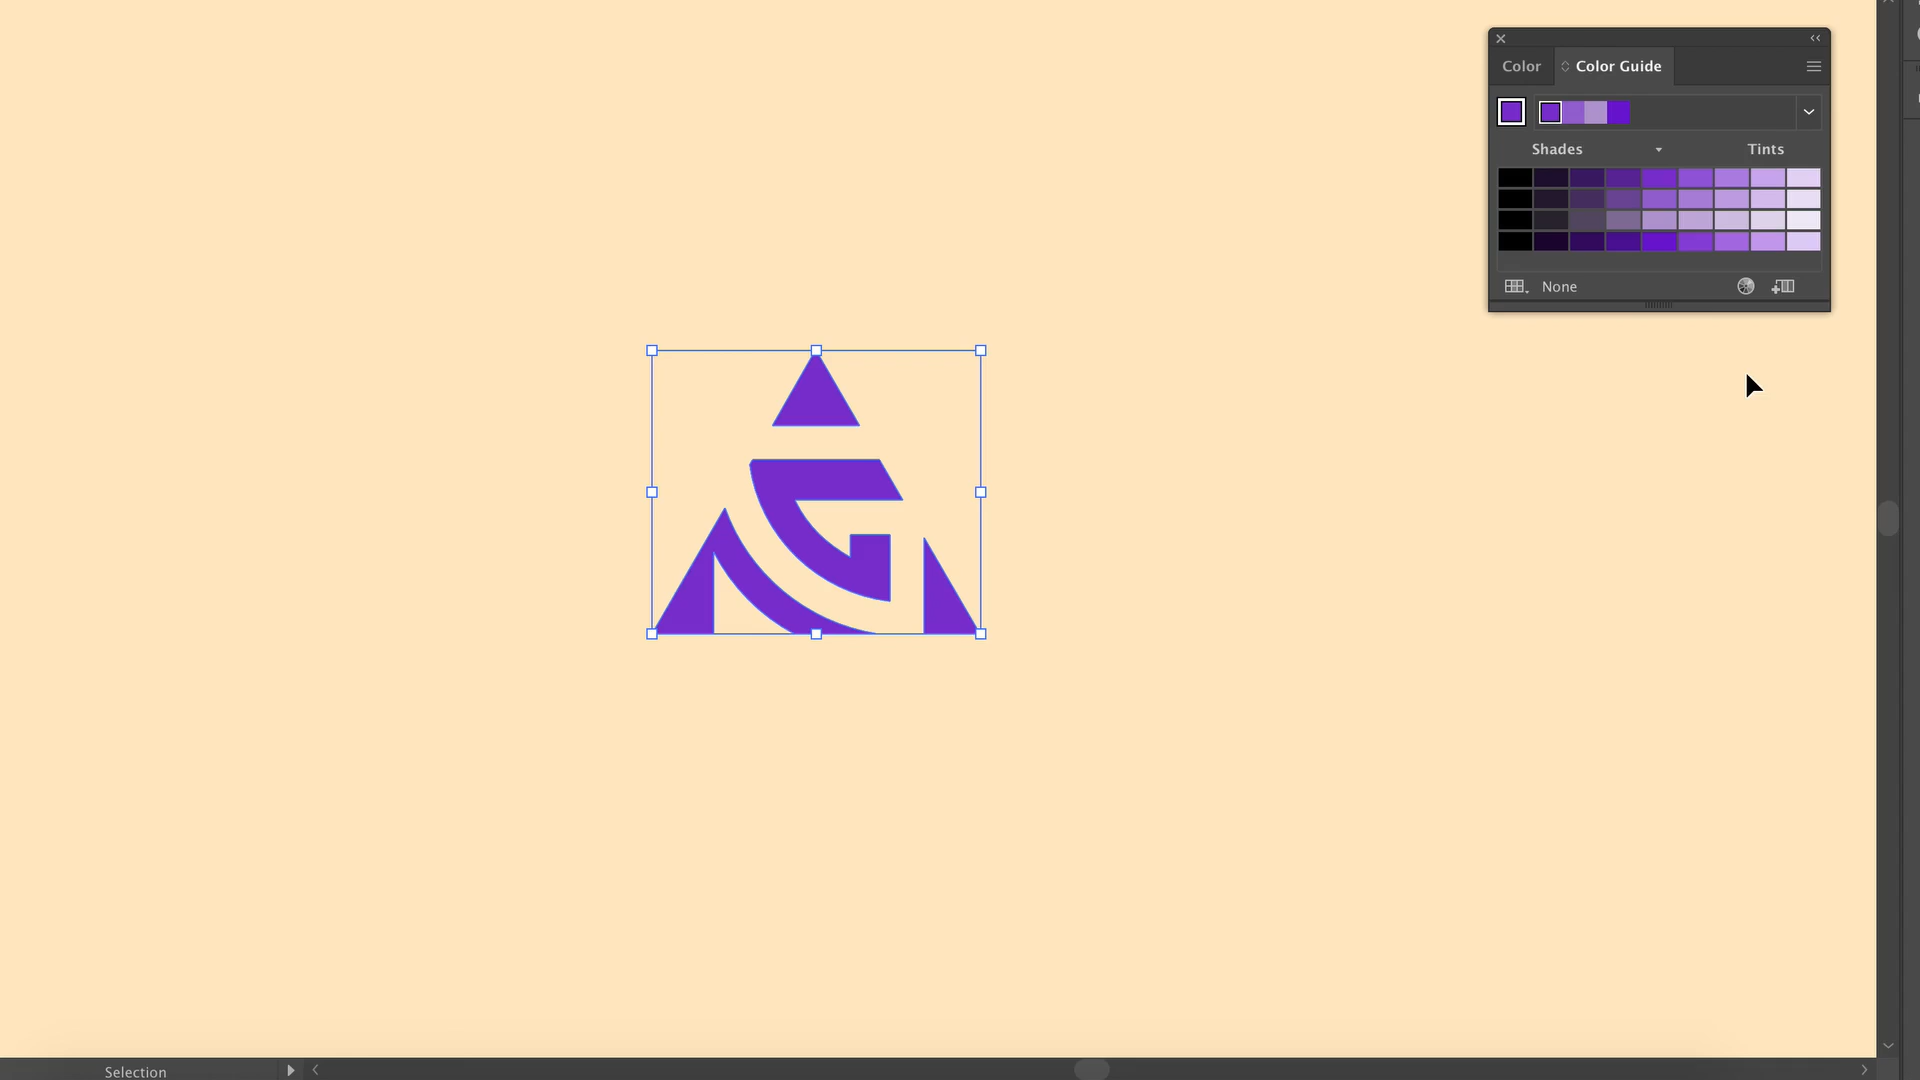 Color
Color Guide
Shades
Tints
None
Selection